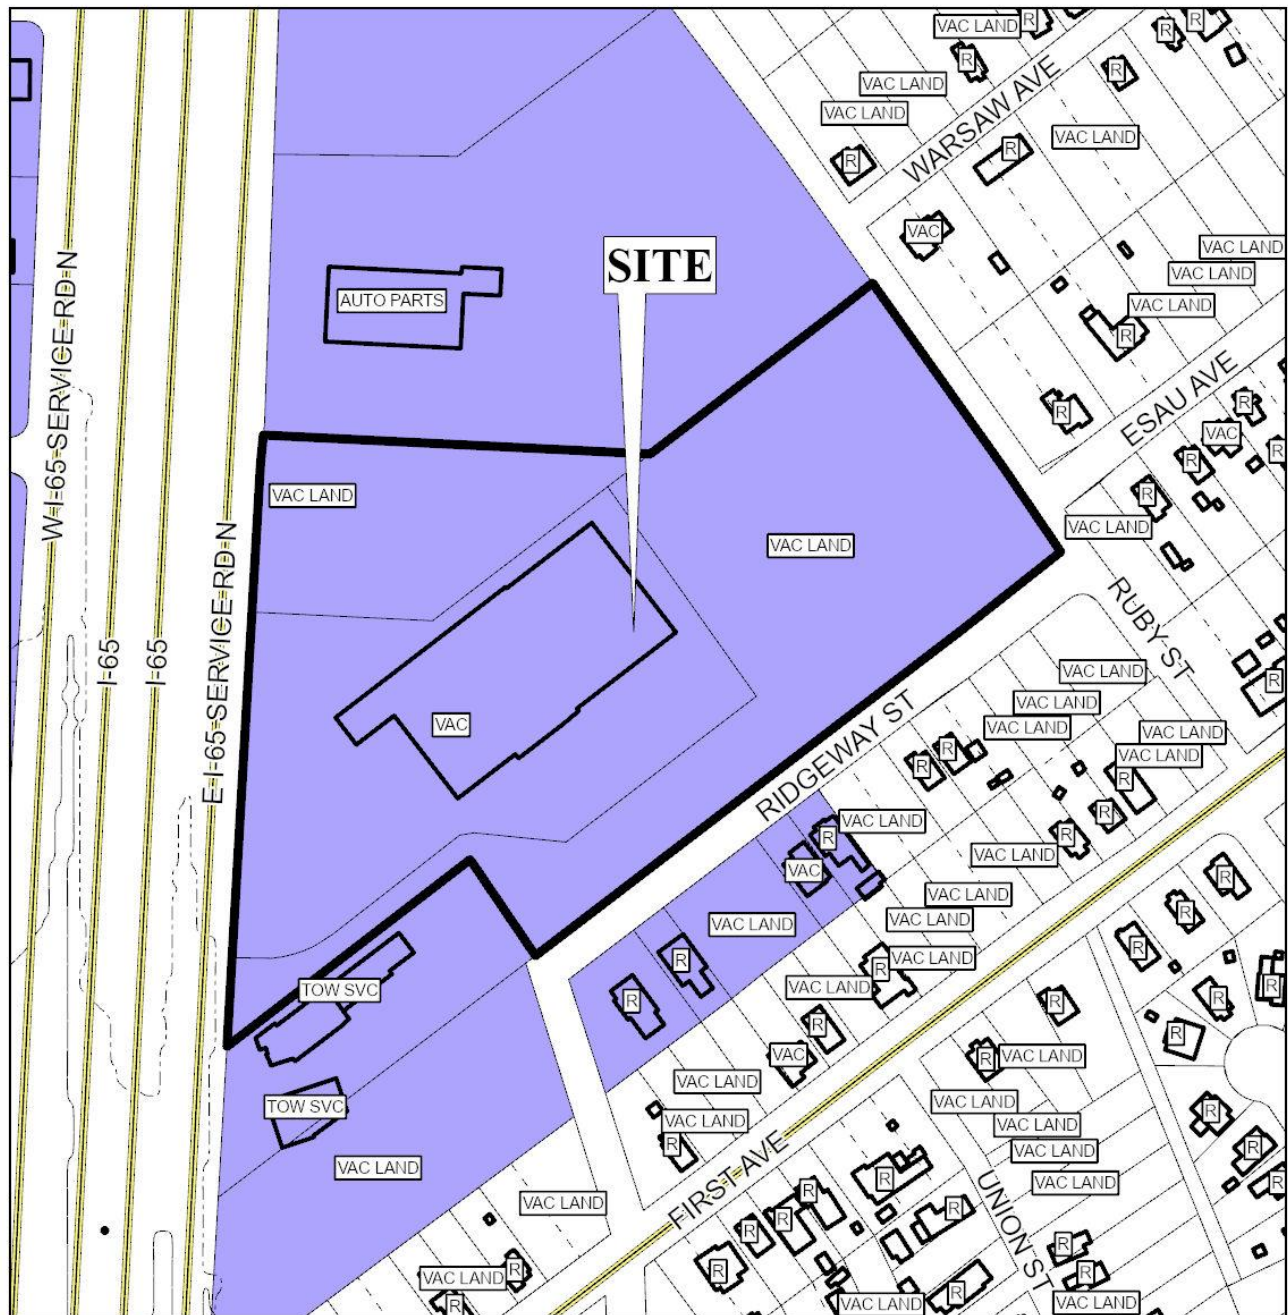 VAC LAND
R
R
R
VAC LAND
R
R
VAC LAND
WARSAW AVE
R
R
VAC LAND
VAC
VAC LAND
SITE
VAC LAND
AUTO PARTS
VAC LAND
R
W-I-65-SERVICE RD-N
R
ESAU AVE
R
VAC
R
R
VAC LAND
R
VAC LAND
VAC LAND
E-I-65-SERVICE-RD-N
RUBY ST
I-65
I-65
VAC LAND
R
VAC LAND
VAC LAND
VAC
RIDGEWAY ST
VAC LAND
R
R
VAC LAND
R
VAC LAND
R
R
R
VAC LAND
VAC
R
VAC LAND
VAC LAND
VAC LAND
R
R
R
VAC LAND
R
R
TOW SVC
VAC LAND
R
R
R
R
R
VAC
R
VAC LAND
TOW SVC
VAC LAND
VAC LAND
R
VAC LAND
VAC LAND
R
FIRST AVE
R
VAC LAND
VAC LAND
R
UNION ST
VAC LAND
R
R
VAC LAND
R
R
R
R
R
VAC LAND
R
R
R
R
VAC LAND
R
VAC LAND